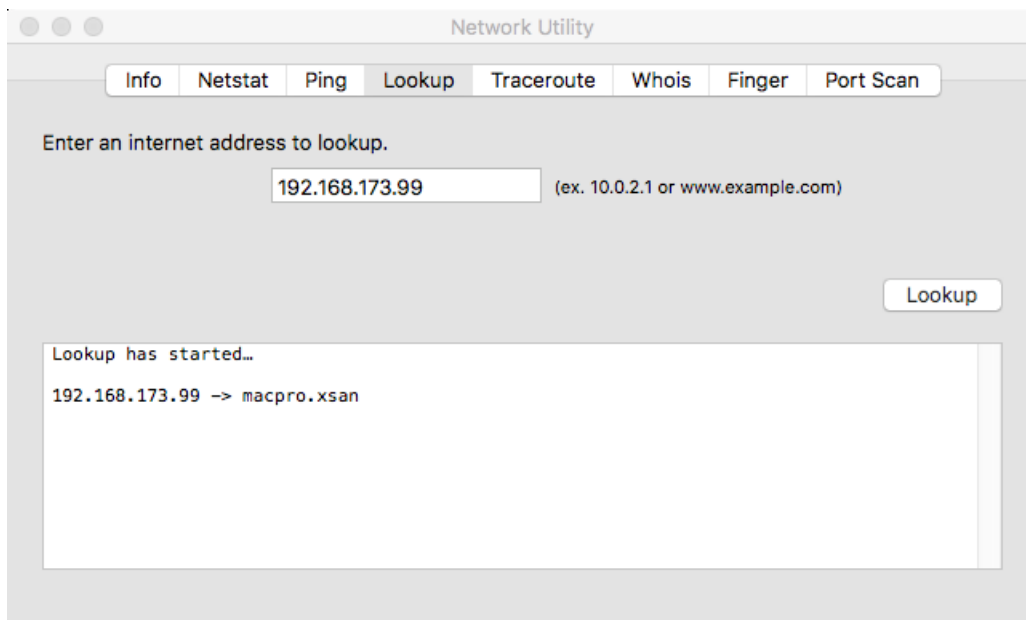 Network Utility
Info Netstat Ping Lookup Traceroute Whois Finger Port Scan
Enter an internet address to lookup.
192.168.173.99 (ex. 10.0.2.1 or www.example.com)
Lookup
Lookup has started…
192.168.173.99 -> macpro.xsan